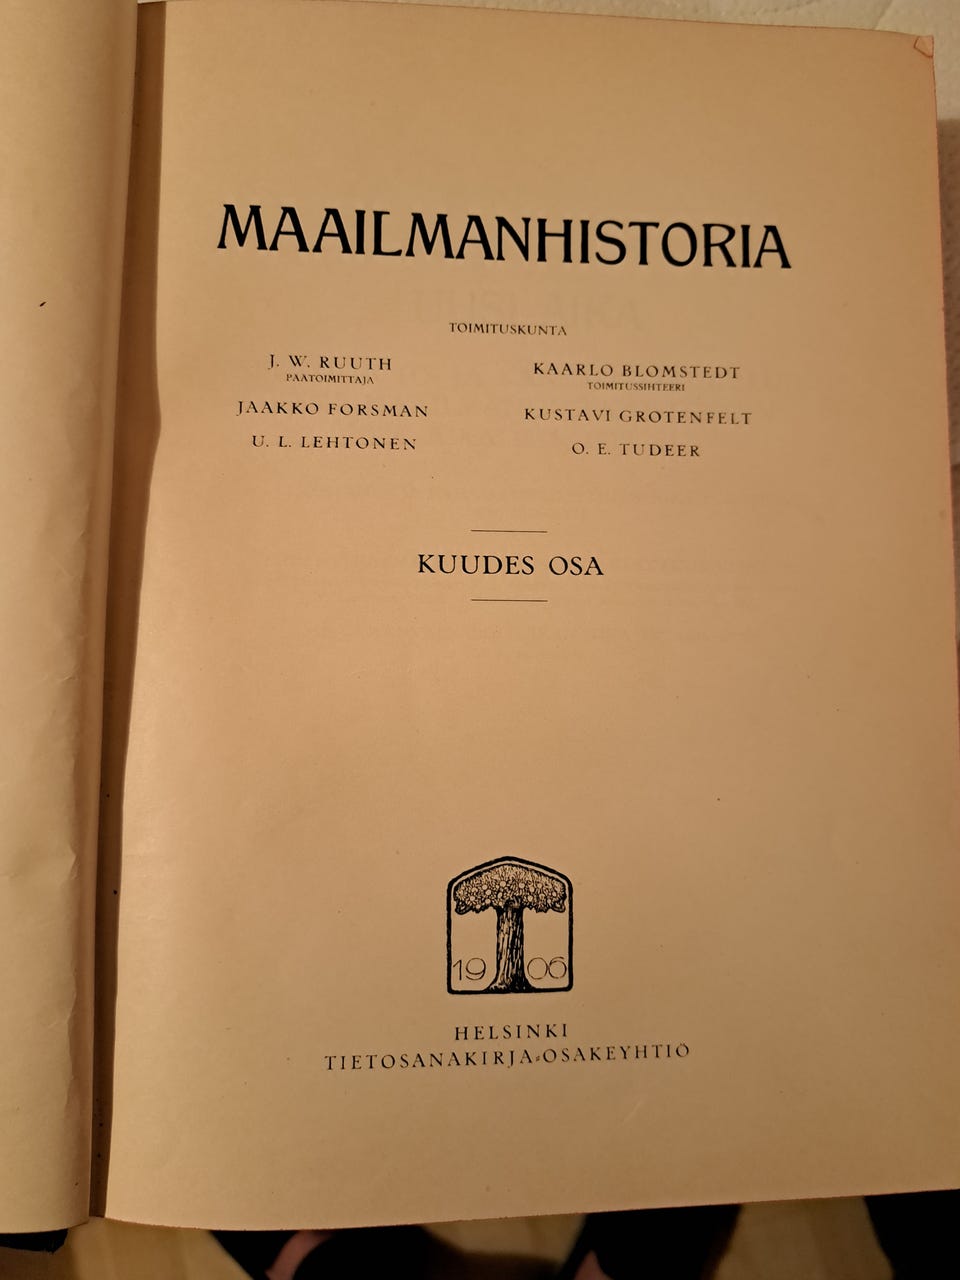 MAAILMANHISTORIA
TOIMITUSKUNTA
J. W. RUUTH
PÄÄTOIMITTAJA
JAAKKO FORSMAN
U. L. LEHTONEN
KAARLO BLOMSTEDT
TOIMITUSSIHTEERI
KUSTAVI GROTENFELT
O. E. TUDEER
KUUDES OSA
1906
HELSINKI
TIETOSANAKIRJA-OSAKEYHTIÖ